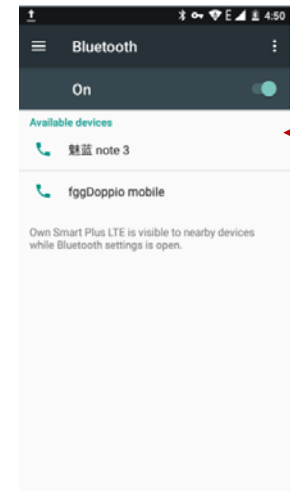 E 4:50
Bluetooth
On
Available devices
魅蓝 note 3
fggDoppio mobile
Own Smart Plus LTE is visible to nearby devices
while Bluetooth settings is open.